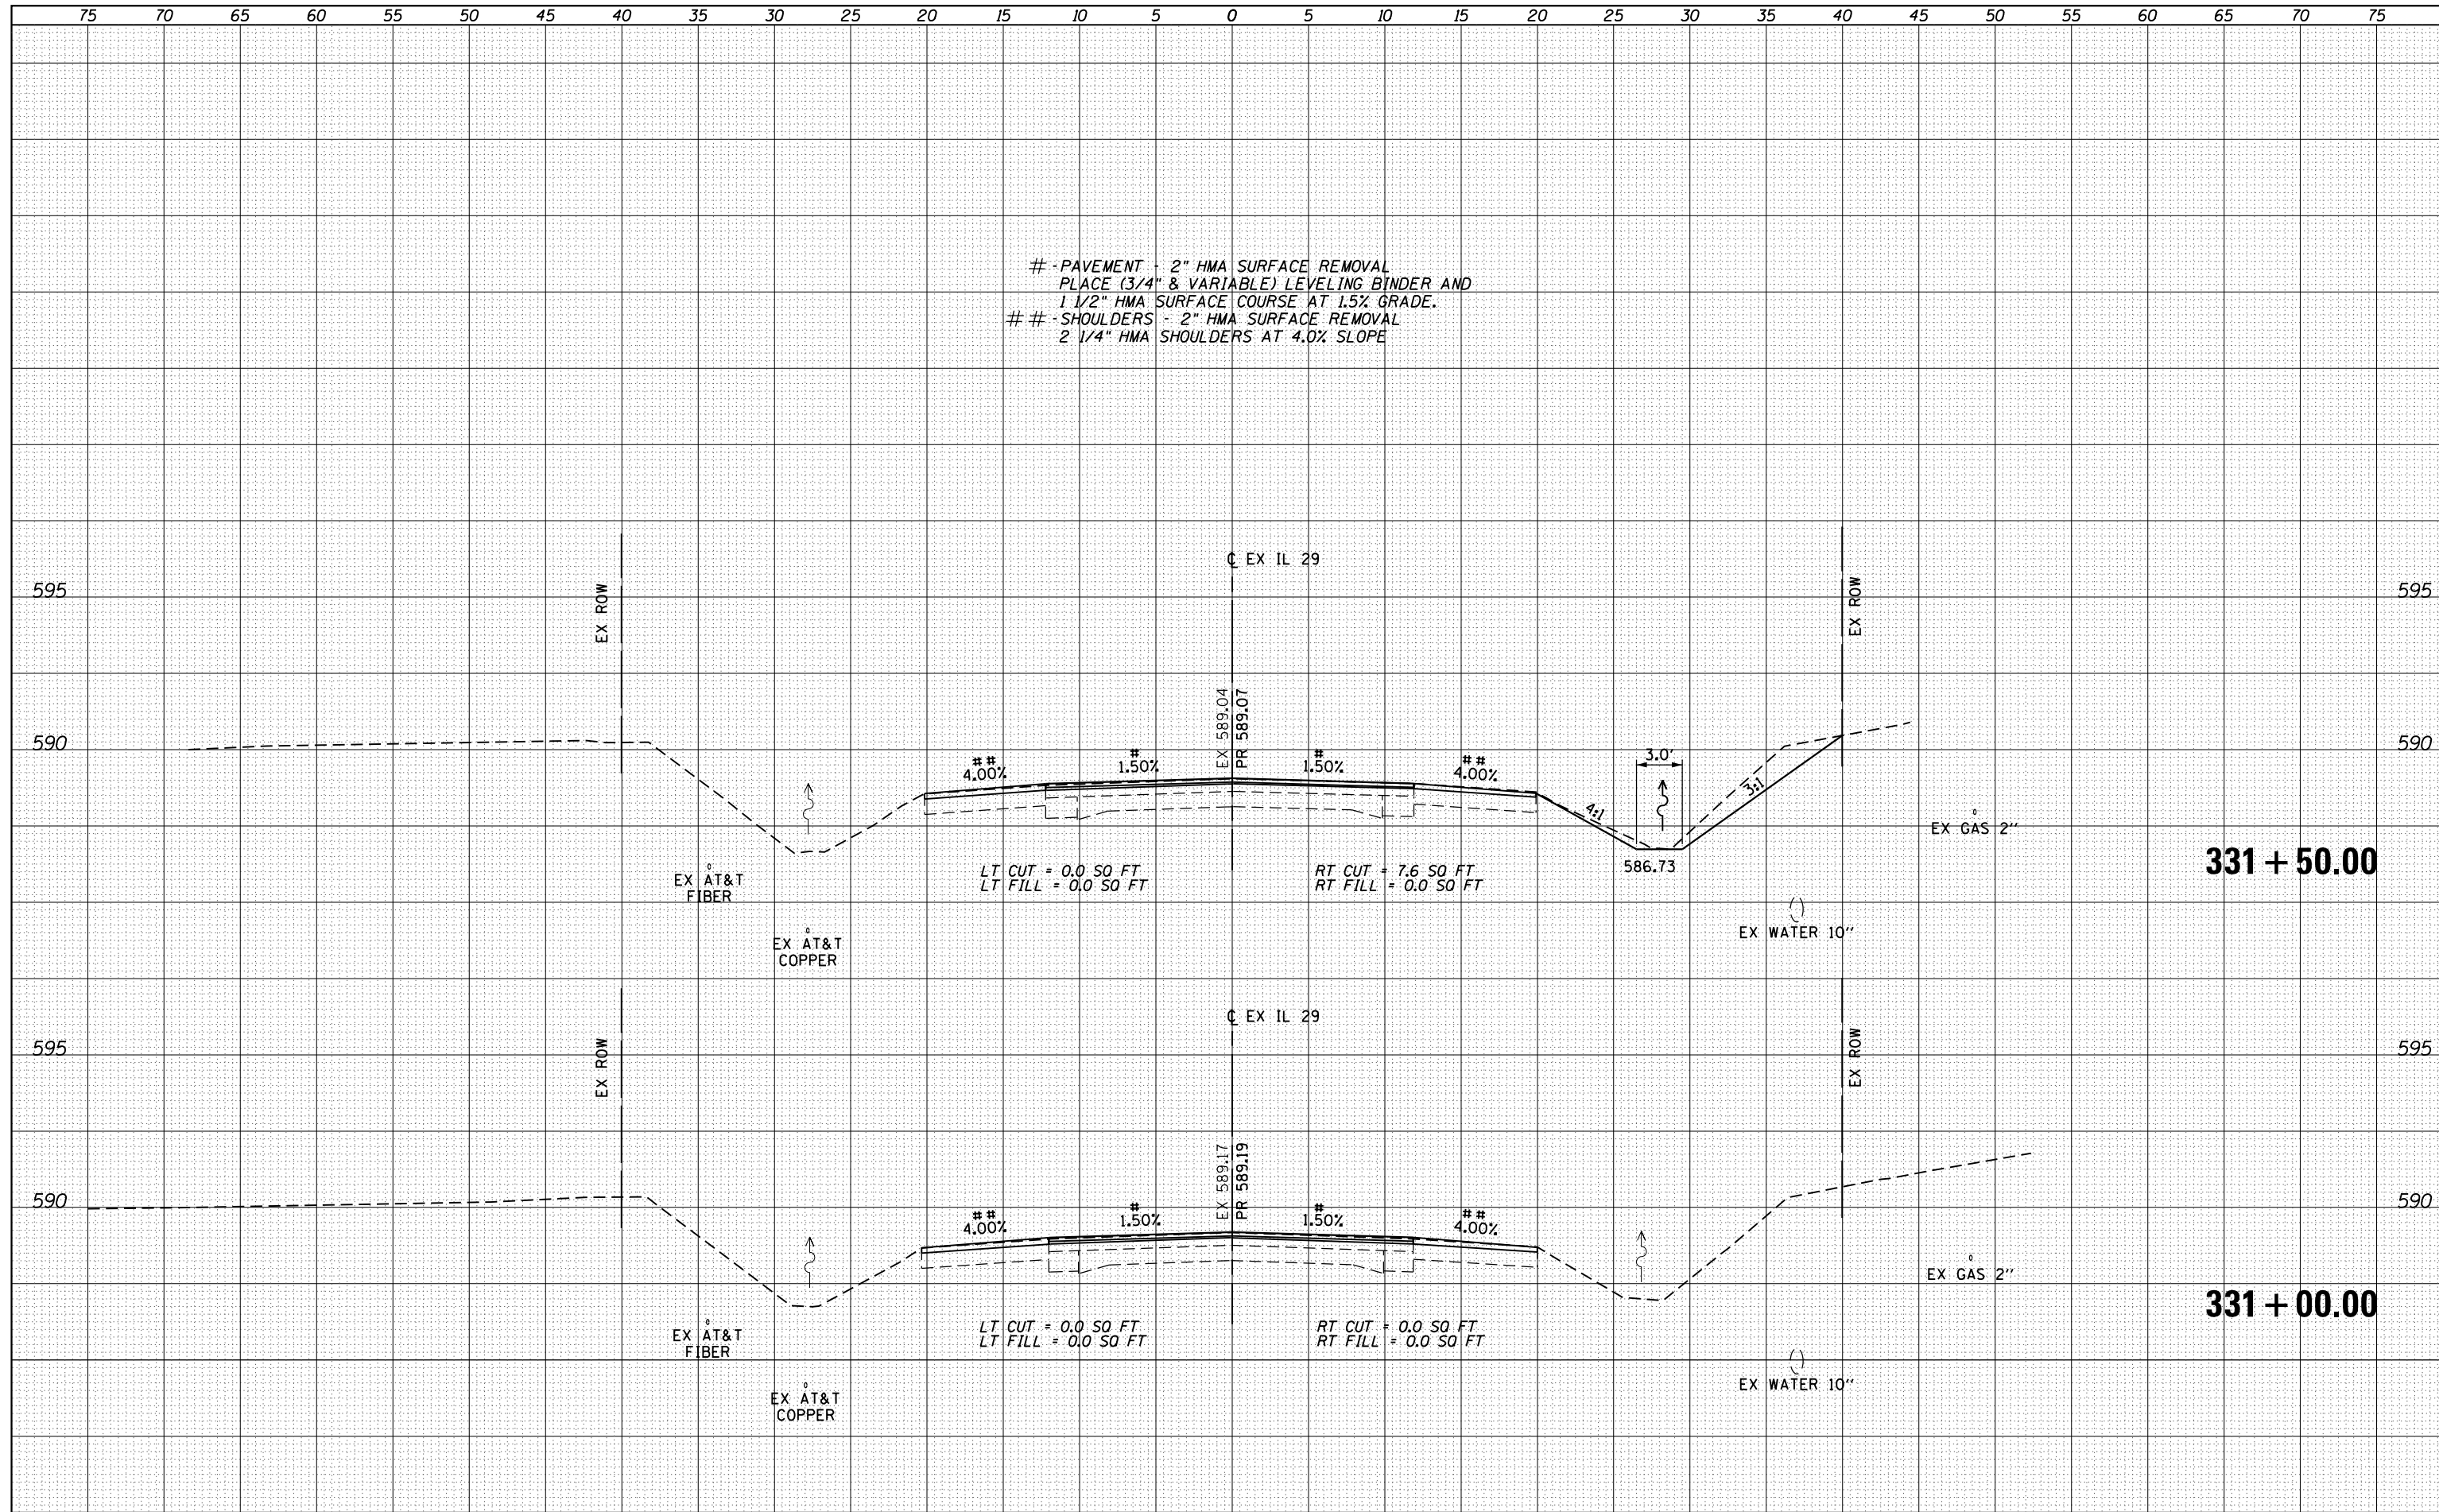 75 70 65 60 55 50 45 40 35 30 25 20 15 10 5 0 5 10 15 20 25 30 35 40 45 50 55 60 65 70 75
# - PAVEMENT - 2" HMA SURFACE REMOVAL
PLACE (3/4" & VARIABLE) LEVELING BINDER AND
1 1/2" HMA SURFACE COURSE AT 1.5% GRADE.
## - SHOULDERS - 2" HMA SURFACE REMOVAL
2 1/4" HMA SHOULDERS AT 4.0% SLOPE
℄ EX IL 29
595
EX ROW
EX ROW
595
590
EX 589.04
PR 589.07
590
##
4.00%
#
1.50%
#
1.50%
##
4.00%
3.0'
4:1
3:1
586.73
EX GAS 2"
331+50.00
EX AT&T
FIBER
LT CUT = 0.0 SQ FT
LT FILL = 0.0 SQ FT
RT CUT = 7.6 SQ FT
RT FILL = 0.0 SQ FT
EX AT&T
COPPER
EX WATER 10"
℄ EX IL 29
595
EX ROW
EX ROW
595
590
EX 589.17
PR 589.19
590
##
4.00%
#
1.50%
#
1.50%
##
4.00%
EX GAS 2"
331+00.00
EX AT&T
FIBER
LT CUT = 0.0 SQ FT
LT FILL = 0.0 SQ FT
RT CUT = 0.0 SQ FT
RT FILL = 0.0 SQ FT
EX AT&T
COPPER
EX WATER 10"